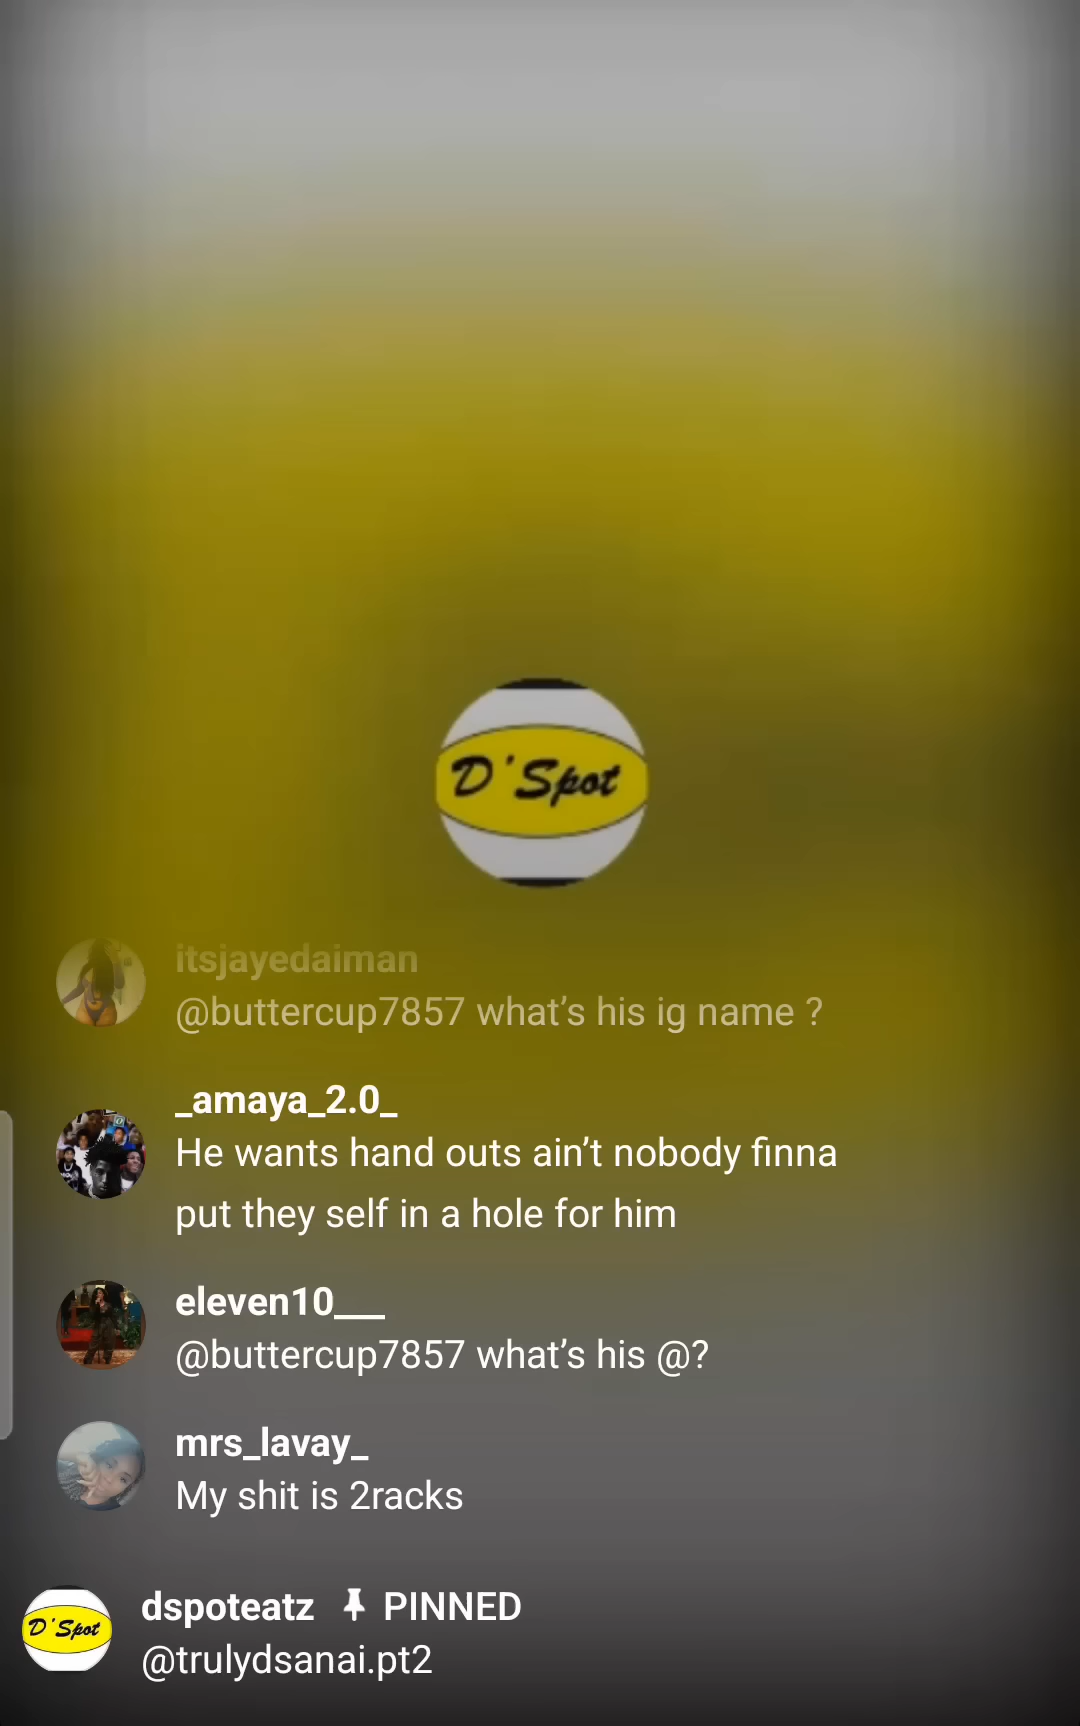 D'Spot
itsjayedaiman
@buttercup7857 what’s his ig name ?
_amaya_2.0_
He wants hand outs ain’t nobody finna
put they self in a hole for him
eleven10___
@buttercup7857 what’s his @?
mrs_lavay_
My shit is 2racks
D'Spot
dspoteatz PINNED
@trulydsanai.pt2